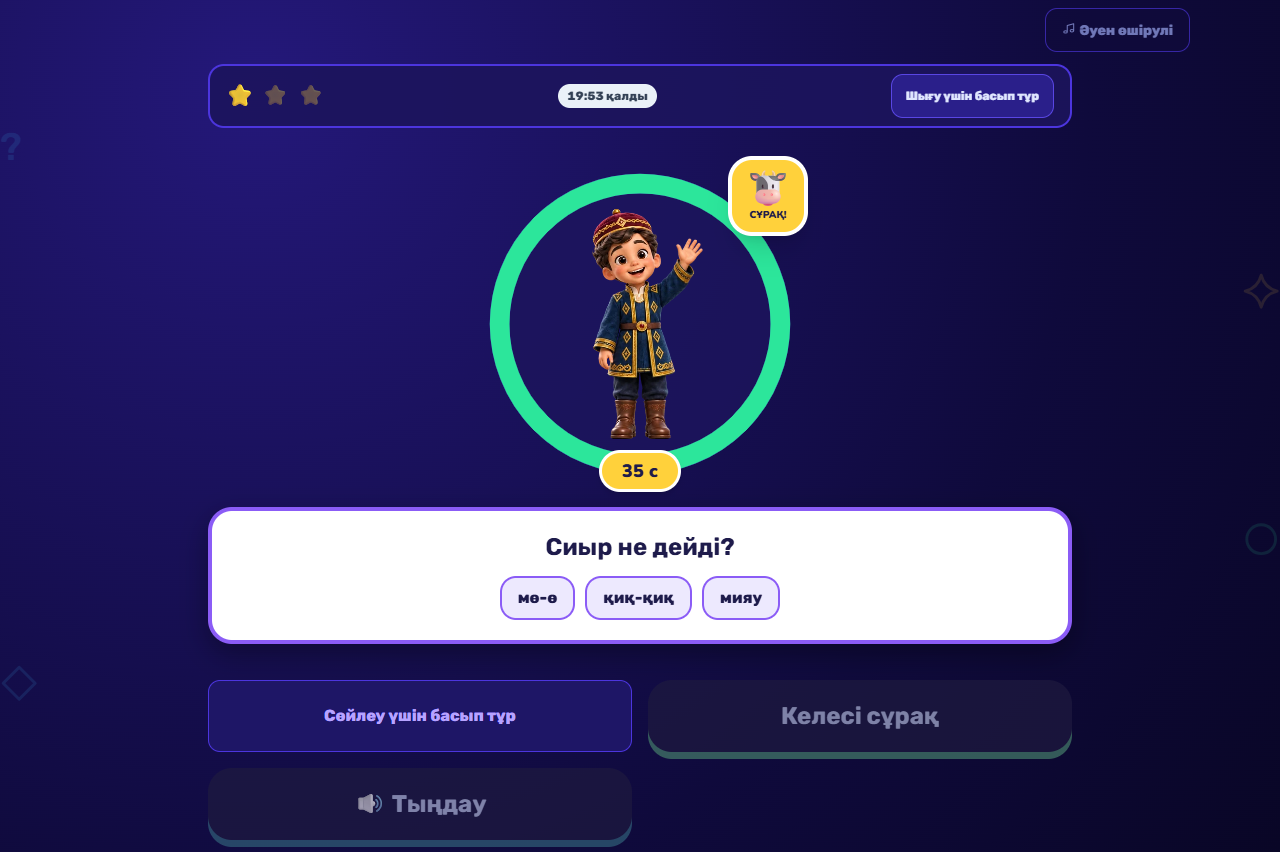 Әуен өшірулі
19:53 қалды
Шығу үшін басып тұр
СҰРАҚ!
35 с
Сиыр не дейді?
мө-ө
қиқ-қиқ
мияу
Сөйлеу үшін басып тұр
Келесі сұрақ
Тыңдау